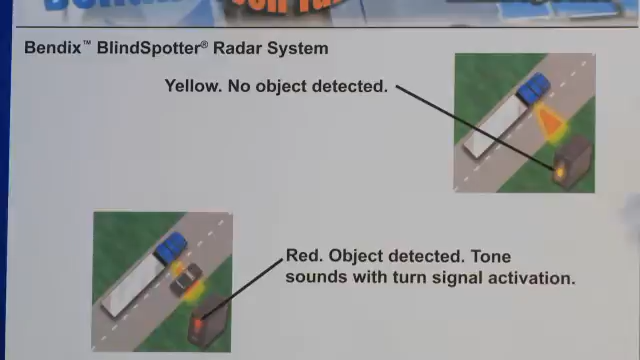 Bendix™ BlindSpotter® Radar System
Yellow. No object detected.
Red. Object detected. Tone
sounds with turn signal activation.